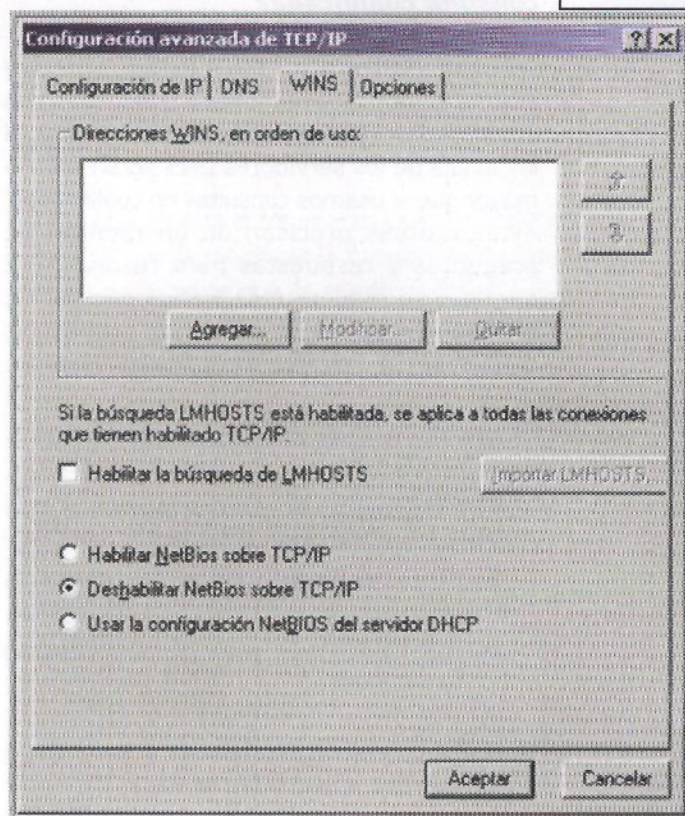 Configuración avanzada de TCP/IP
Configuración de IP DNS WINS Opciones
Direcciones WINS, en orden de uso:
Agregar... Modificar... Quitar
Si la búsqueda LMHOSTS está habilitada, se aplica a todas las conexiones
que tienen habilitado TCP/IP.
Habilitar la búsqueda de LMHOSTS Importar LMHOSTS...
Habilitar NetBios sobre TCP/IP
Deshabilitar NetBios sobre TCP/IP
Usar la configuración NetBIOS del servidor DHCP
Aceptar Cancelar